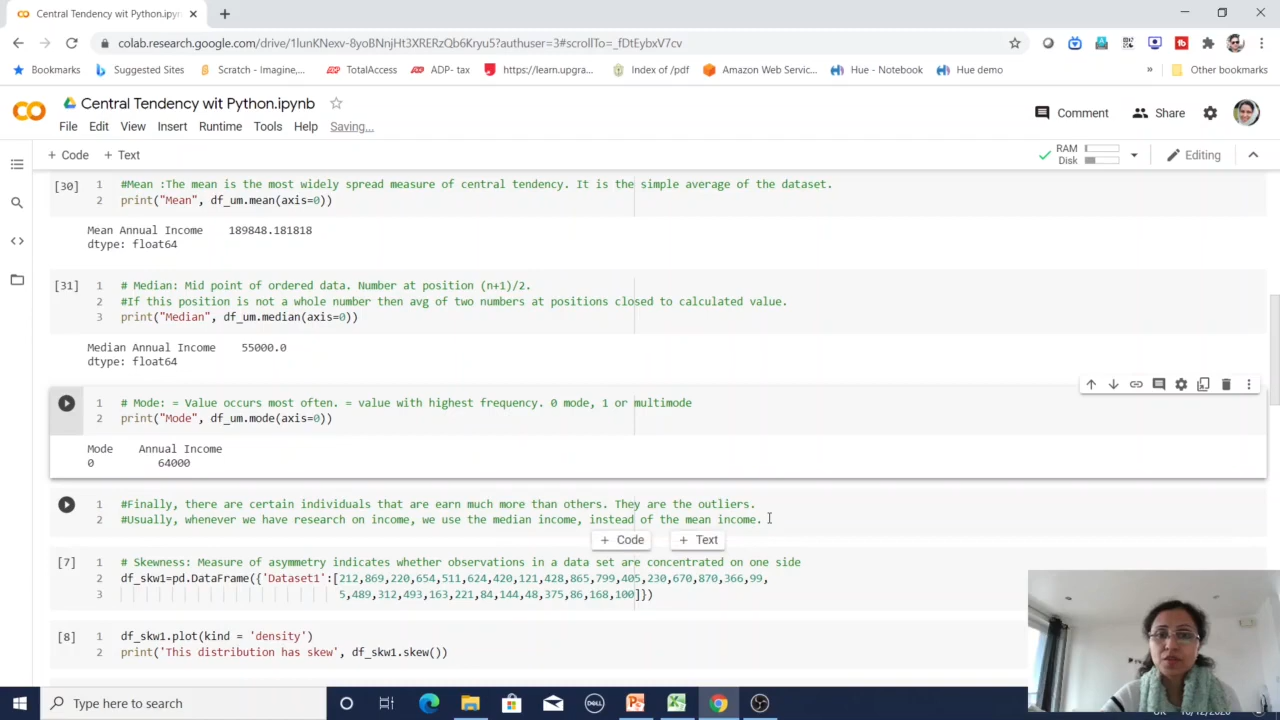 Central Tendency wit Python.ipyn
colab.research.google.com/drive/1IunKNexv-8yoBNnjHt3XRERzQb6Kryu5?authuser=3#scrollTo=_fDtEybxV7cv
Bookmarks Suggested Sites Scratch - Imagine,... TotalAccess ADP- tax https://learn.upgra... Index of /pdf Amazon Web Servic... Hue - Notebook Hue demo » Other bookmarks
Central Tendency wit Python.ipynb
Comment Share
File Edit View Insert Runtime Tools Help Saving...
+ Code + Text
RAM
Disk
Editing
[30] 1 #Mean :The mean is the most widely spread measure of central tendency. It is the simple average of the dataset.
2 print("Mean", df_um.mean(axis=0))
Mean Annual Income 189848.181818
dtype: float64
[31] 1 # Median: Mid point of ordered data. Number at position (n+1)/2.
2 #If this position is not a whole number then avg of two numbers at positions closed to calculated value.
3 print("Median", df_um.median(axis=0))
Median Annual Income 55000.0
dtype: float64
1 # Mode: = Value occurs most often. = value with highest frequency. 0 mode, 1 or multimode
2 print("Mode", df_um.mode(axis=0))
Mode Annual Income
0 64000
1 #Finally, there are certain individuals that are earn much more than others. They are the outliers.
2 #Usually, whenever we have research on income, we use the median income, instead of the mean income.
+ Code + Text
[7] 1 # Skewness: Measure of asymmetry indicates whether observations in a data set are concentrated on one side
2 df_skw1=pd.DataFrame({'Dataset1':[212,869,220,654,511,624,420,121,428,865,799,405,230,670,870,366,99,
3 5,489,312,493,163,221,84,144,48,375,86,168,100]})
[8] 1 df_skw1.plot(kind = 'density')
2 print('This distribution has skew', df_skw1.skew())
Type here to search
DELL